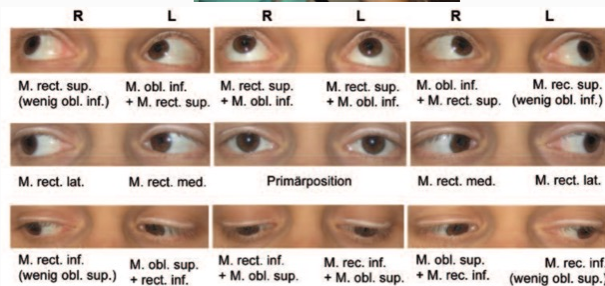 R L R L R L
M. rect. sup. M. obl. inf. M. rect. sup. M. rect. sup. M. obl. inf. M. rec. sup.
(wenig obl. inf.) + M. rect. sup. + M. obl. inf. + M. obl. inf. + M. rect. sup. (wenig obl. inf.)
M. rect. lat. M. rect. med. Primärposition M. rect. med. M. rect. lat.
M. rect. inf. M. obl. sup. M. rect. inf. M. rec. inf. M. obl. sup. M. rec. inf.
(wenig obl. sup.) + rect. inf. + M. obl. sup. + M. obl. sup. + M. rec. inf. (wenig obl. sup.)